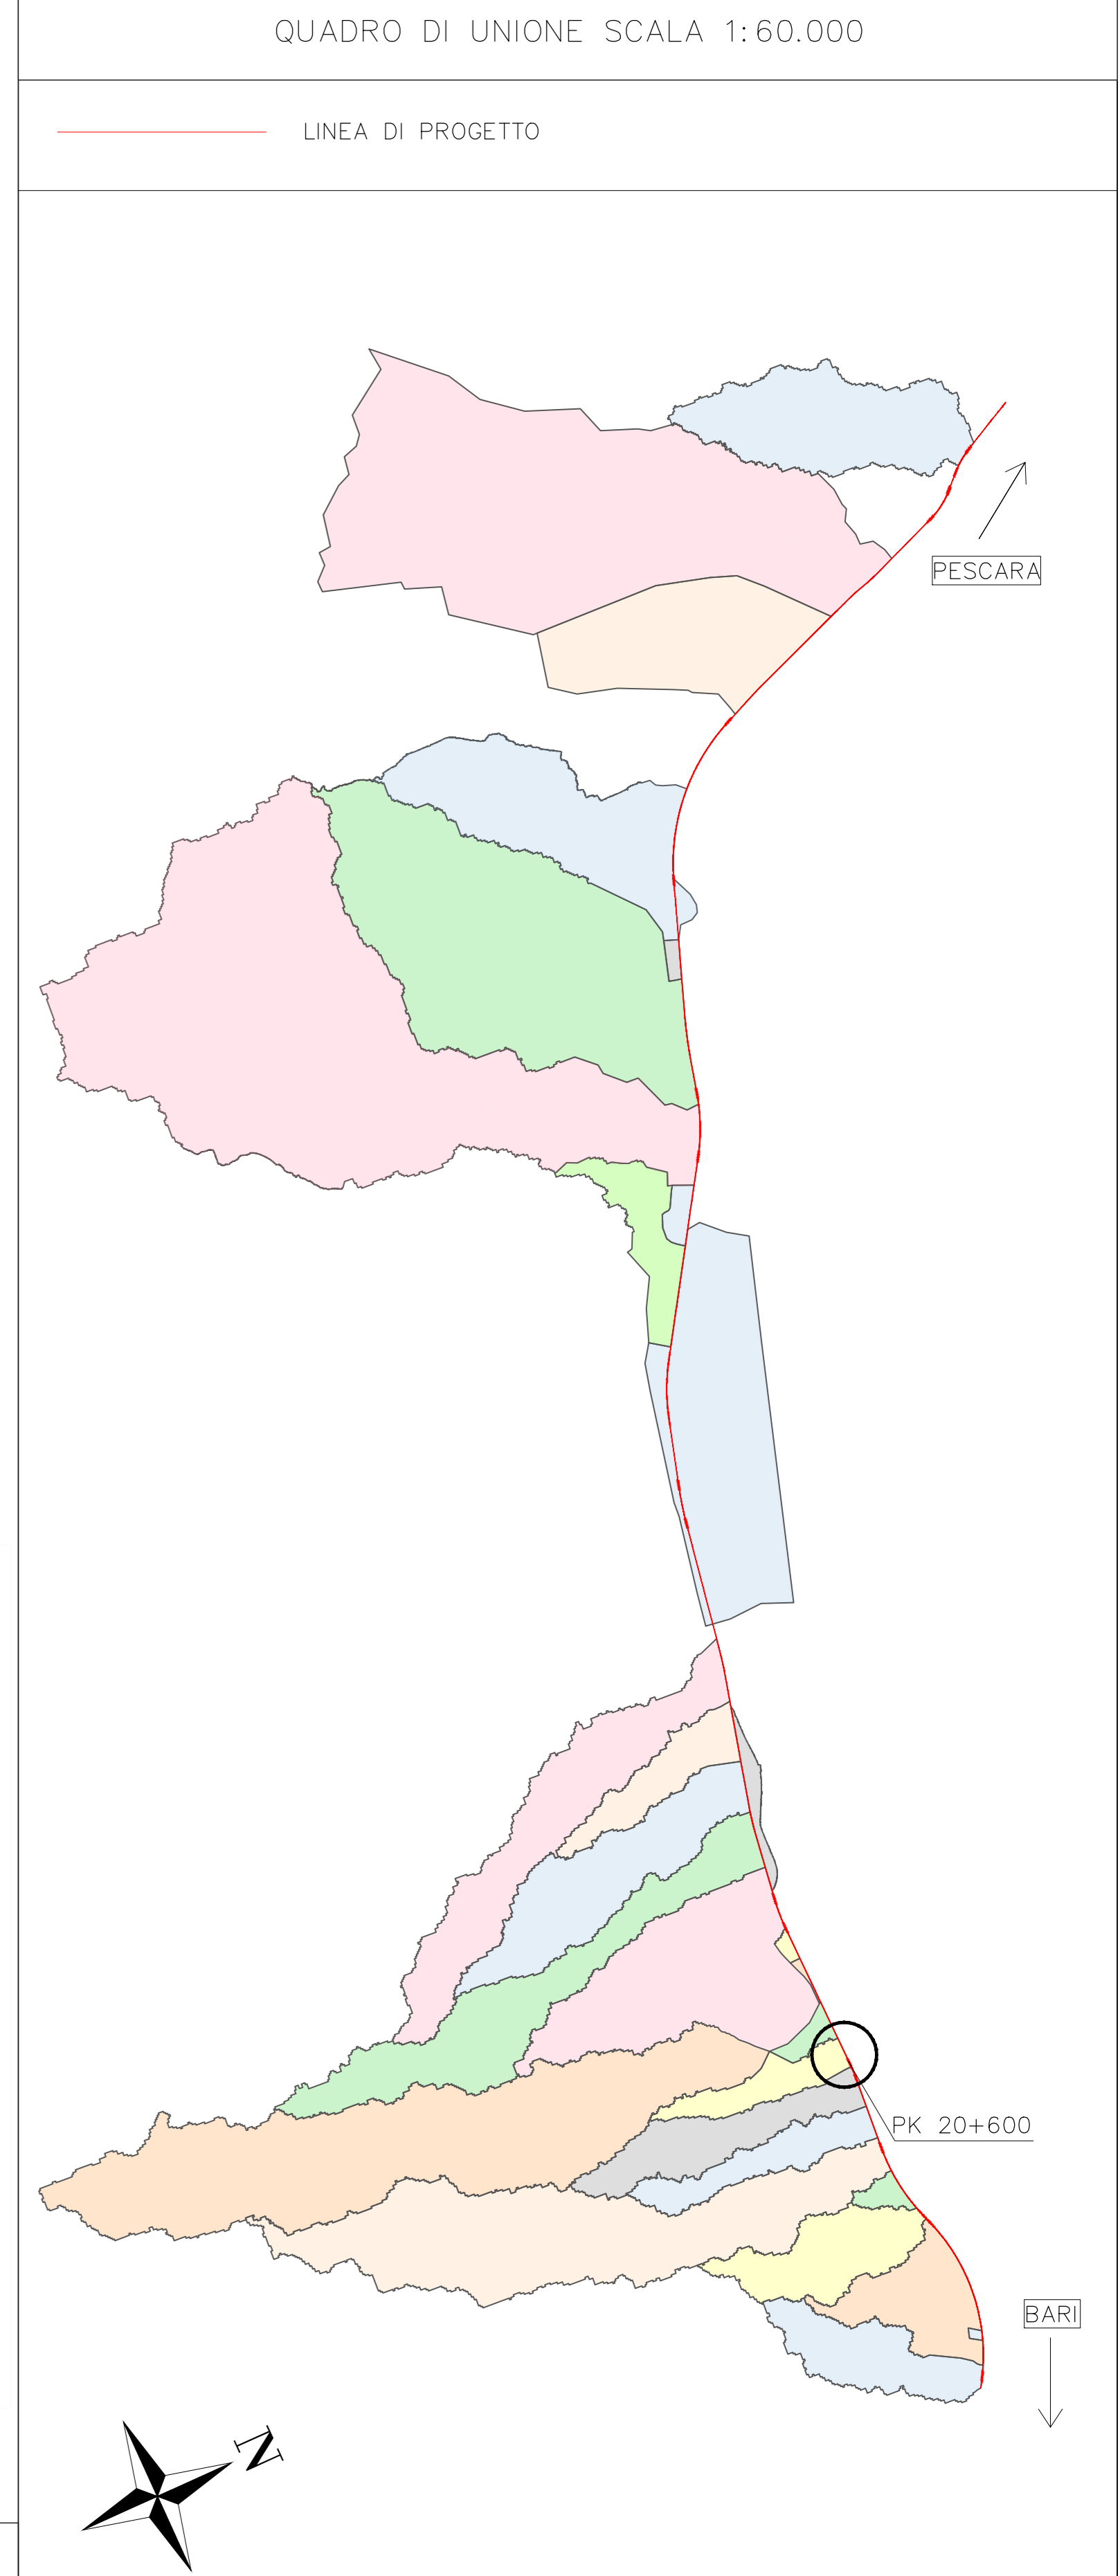 QUADRO DI UNIONE SCALA 1:60.000
LINEA DI PROGETTO
PESCARA
PK 20+600
BARI
N